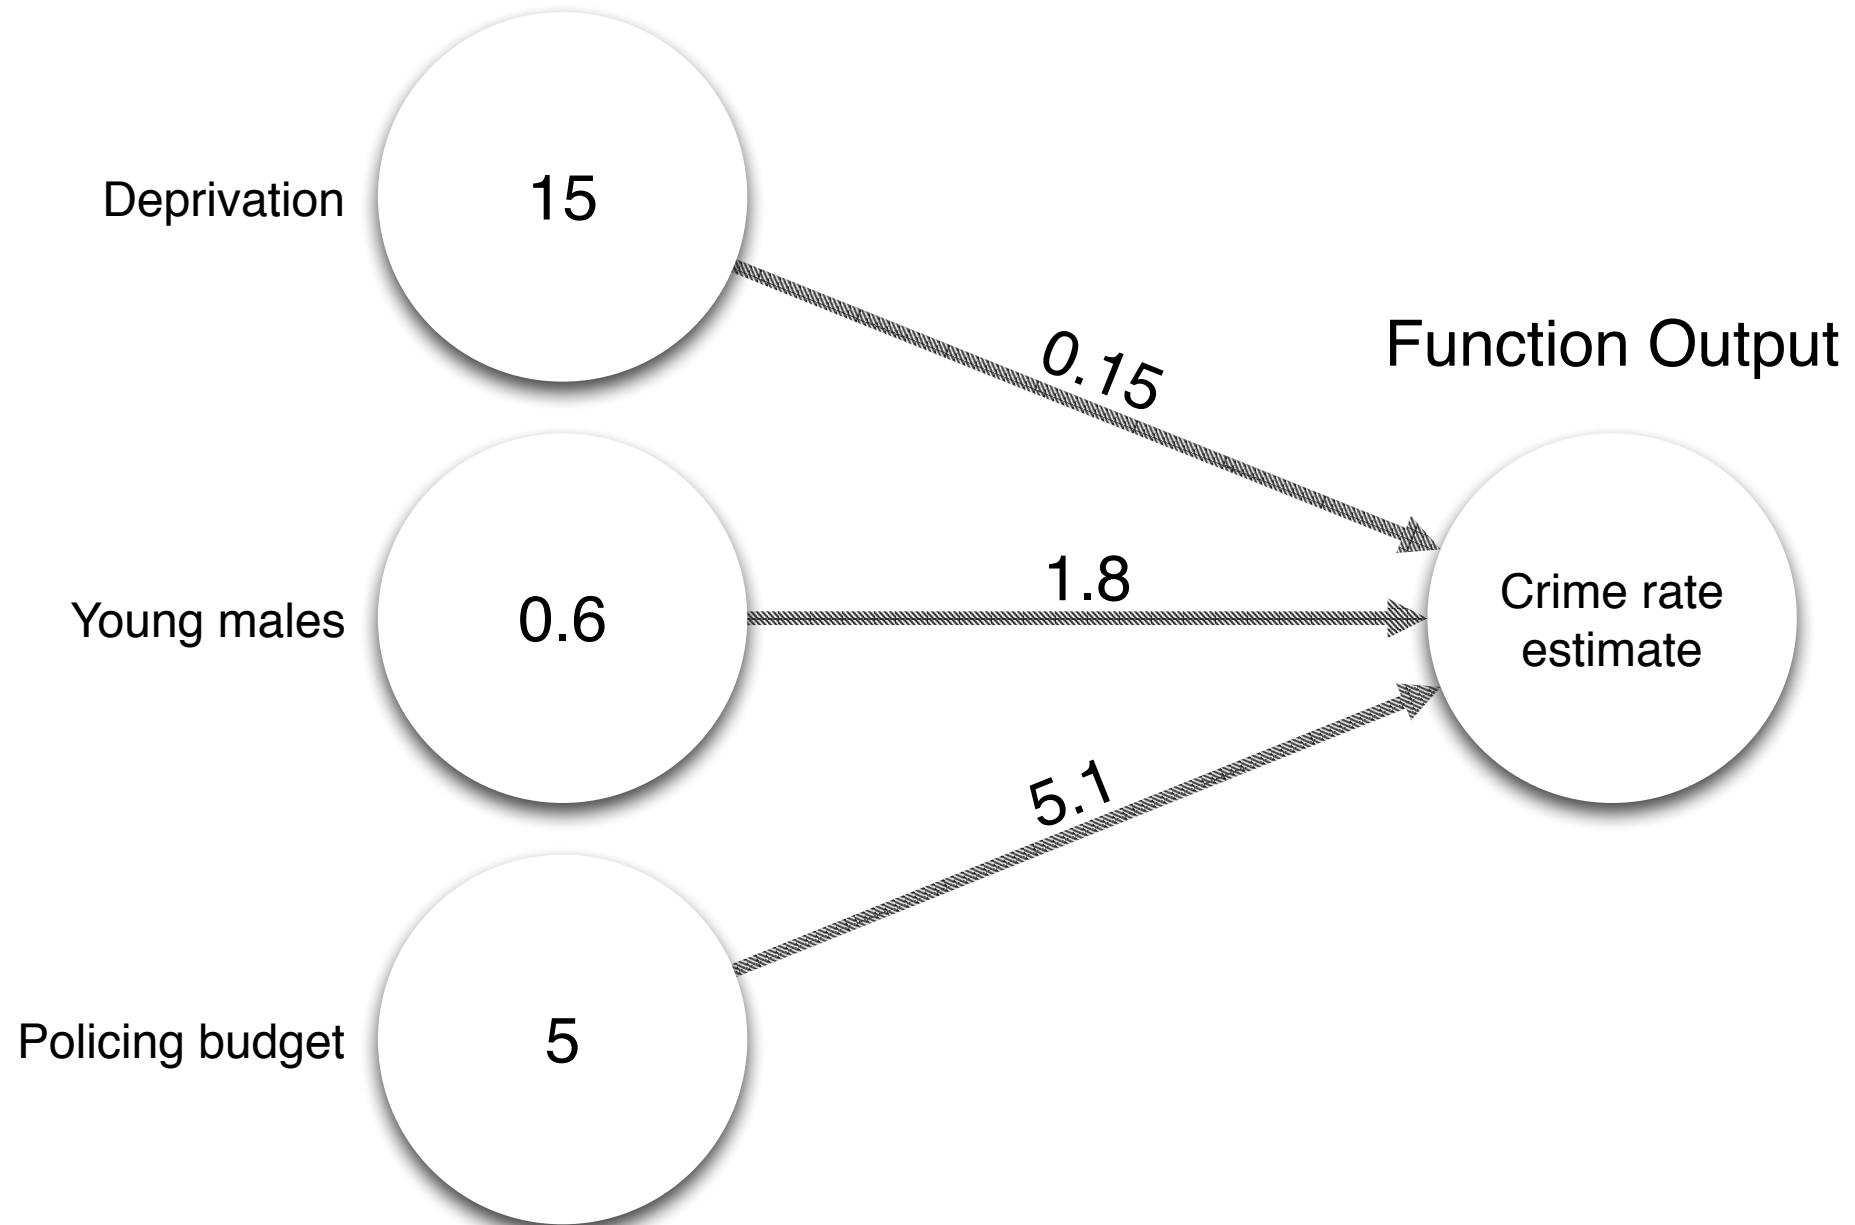 Deprivation
15
0.15
Function Output
Young males
0.6
1.8
Crime rate
estimate
5.1
Policing budget
5